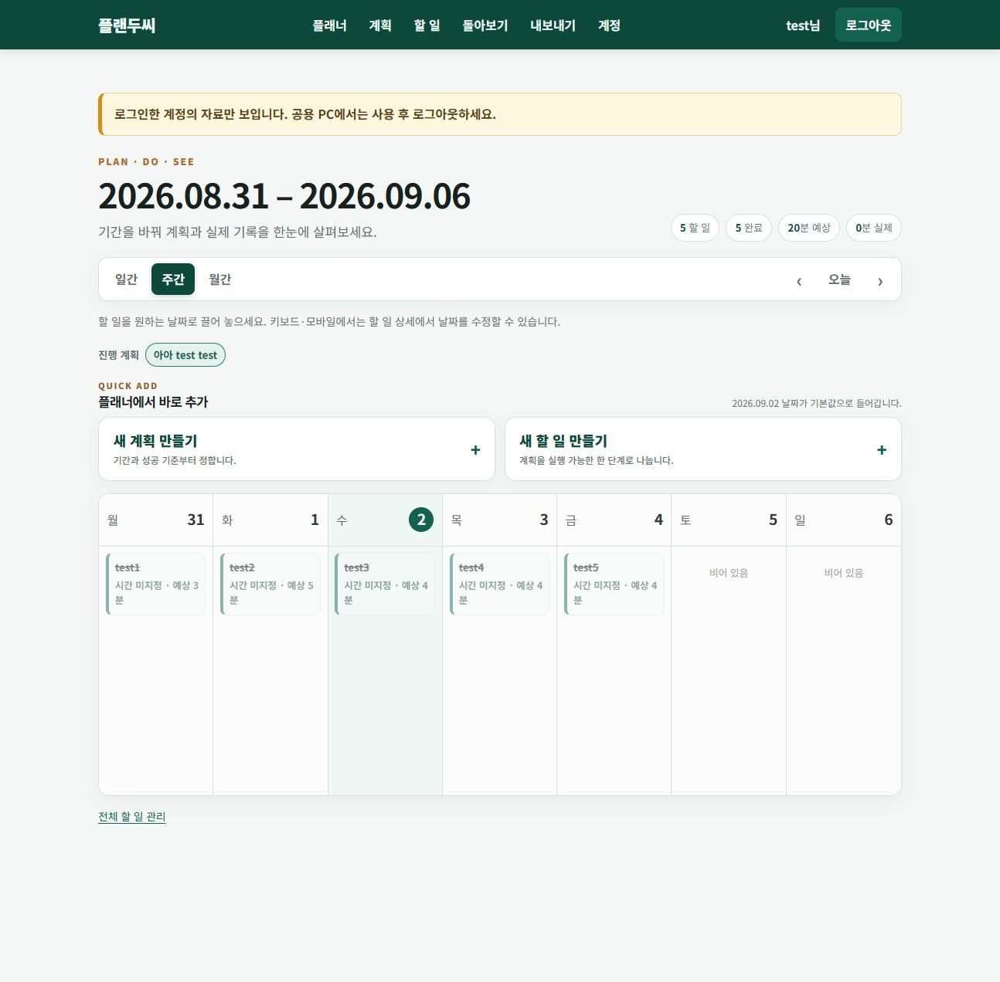 플랜두씨
플래너 계획 할 일 돌아보기 내보내기 계정
test님 로그아웃
로그인한 계정의 자료만 보입니다. 공용 PC에서는 사용 후 로그아웃하세요.
PLAN · DO · SEE
2026.08.31 – 2026.09.06
기간을 바꿔 계획과 실제 기록을 한눈에 살펴보세요.
5 할 일 5 완료 20분 예상 0분 실제
일간 주간 월간 ‹ 오늘 ›
할 일을 원하는 날짜로 끌어 놓으세요. 키보드·모바일에서는 할 일 상세에서 날짜를 수정할 수 있습니다.
진행 계획 아아 test test
QUICK ADD
플래너에서 바로 추가
2026.09.02 날짜가 기본값으로 들어갑니다.
새 계획 만들기
기간과 성공 기준부터 정합니다.
+
새 할 일 만들기
계획을 실행 가능한 한 단계로 나눕니다.
+
월 31 화 1 수 2 목 3 금 4 토 5 일 6
test1
시간 미지정 · 예상 3
분
test2
시간 미지정 · 예상 5
분
test3
시간 미지정 · 예상 4
분
test4
시간 미지정 · 예상 4
분
test5
시간 미지정 · 예상 4
분
비어 있음
비어 있음
전체 할 일 관리